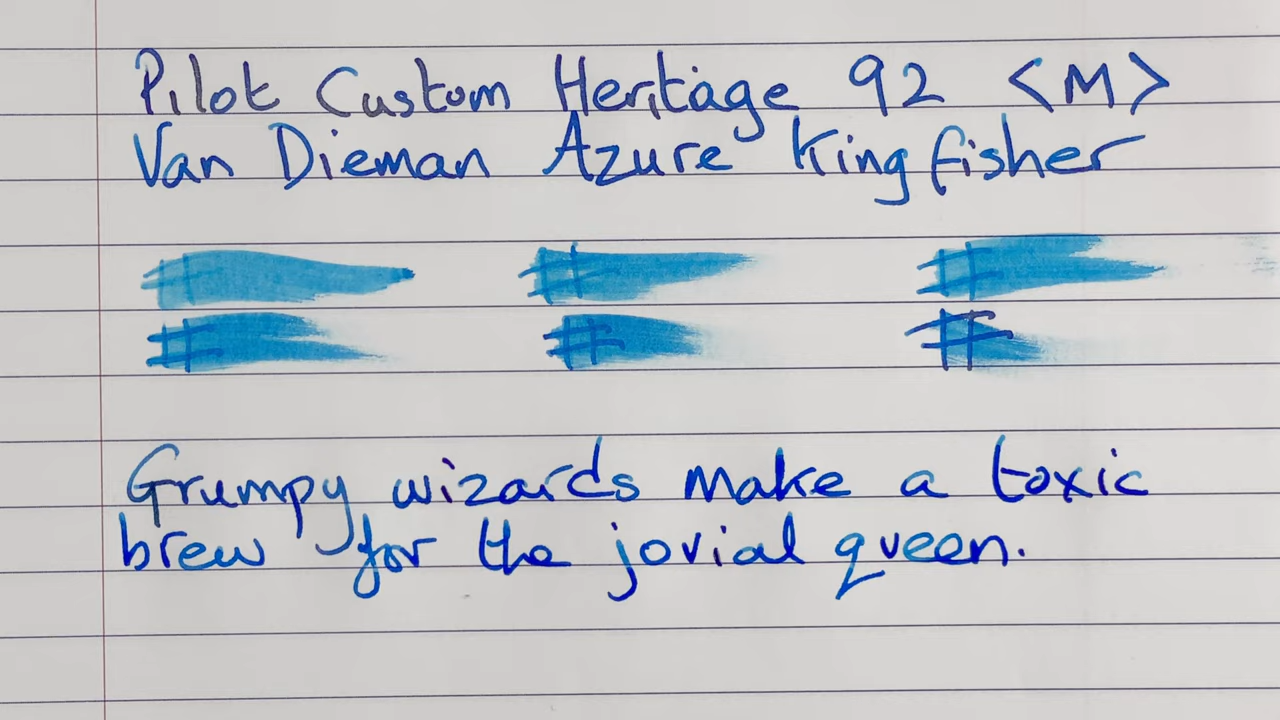 Pilot Custom Heritage 92 <M>
Van Dieman Azure Kingfisher
# # #
# # #
Grumpy wizards make a toxic
brew for the jovial queen.